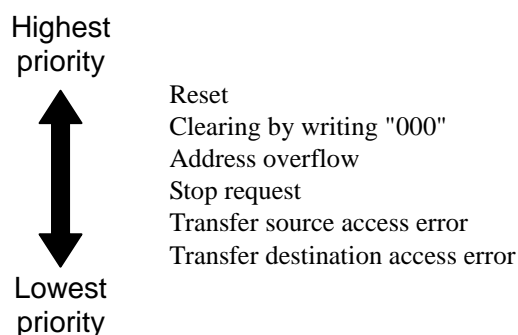 Highest
priority
Reset
Clearing by writing "000"
Address overflow
Stop request
Transfer source access error
Transfer destination access error
Lowest
priority